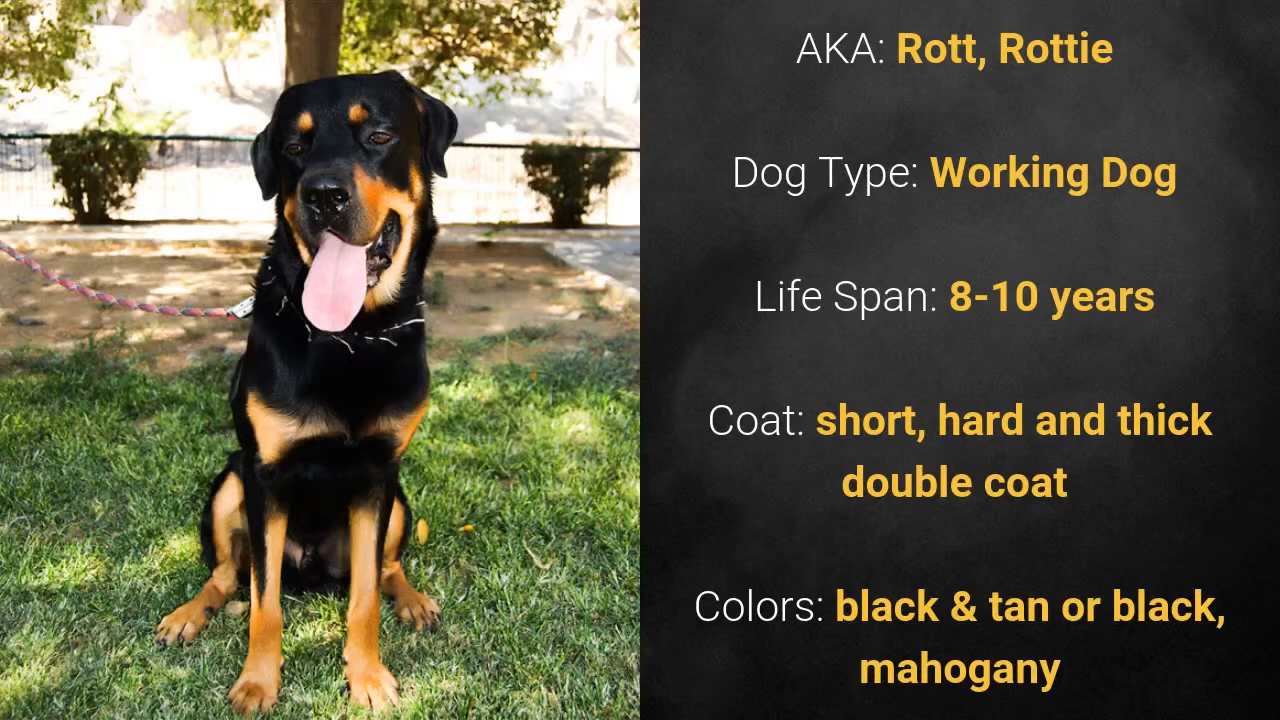 AKA: Rott, Rottie
Dog Type: Working Dog
Life Span: 8-10 years
Coat: short, hard and thick
double coat
Colors: black & tan or black,
mahogany